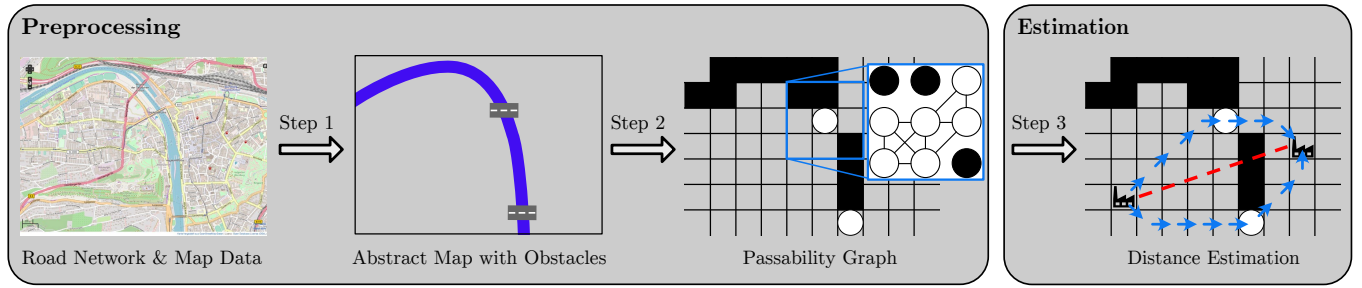 Preprocessing
Estimation
Step 1
Step 2
Step 3
Road Network & Map Data
Abstract Map with Obstacles
Passability Graph
Distance Estimation